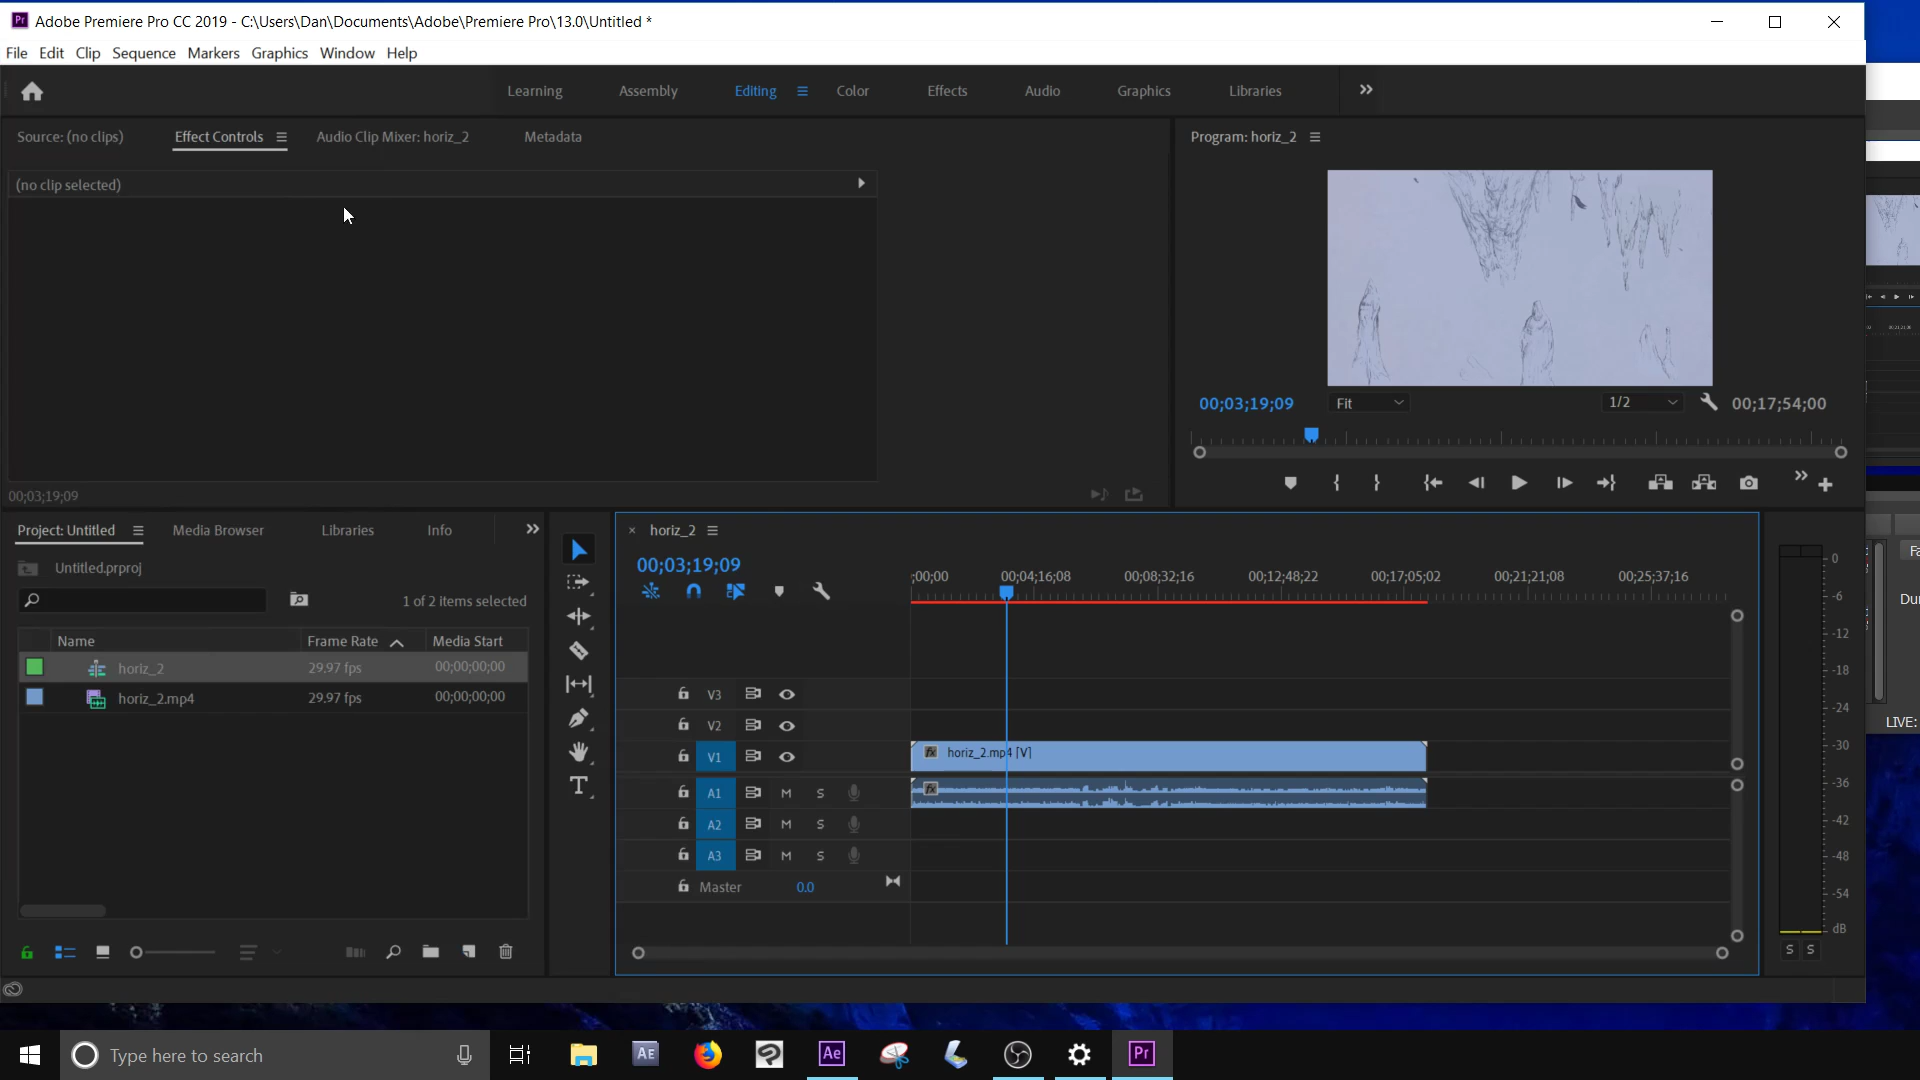 Pr Adobe Premiere Pro CC 2019 - C:\Users\Dan\Documents\Adobe\Premiere Pro\13.0\Untitled *
File Edit Clip Sequence Markers Graphics Window Help
Learning Assembly Editing Color Effects Audio Graphics Libraries
Source: (no clips) Effect Controls Audio Clip Mixer: horiz_2 Metadata
Program: horiz_2
(no clip selected)
00;03;19;09 Fit 1/2 00;17;54;00
00;03;19;09
Project: Untitled Media Browser Libraries Info
Untitled.prproj
1 of 2 items selected
Name Frame Rate Media Start
horiz_2 29.97 fps 00;00;00;00
horiz_2.mp4 29.97 fps 00;00;00;00
horiz_2
00;03;19;09
;00;00 00;04;16;08 00;08;32;16 00;12;48;22 00;17;05;02 00;21;21;08 00;25;37;16
V3
V2
V1 fx horiz_2.mp4 [V]
A1 M S fx
A2 M S
A3 M S
Master 0.0
0
-6
-12
-18
-24
-30
-36
-42
-48
-54
dB
S S
Fa
Du
LIVE:
Type here to search
AE Ae Pr